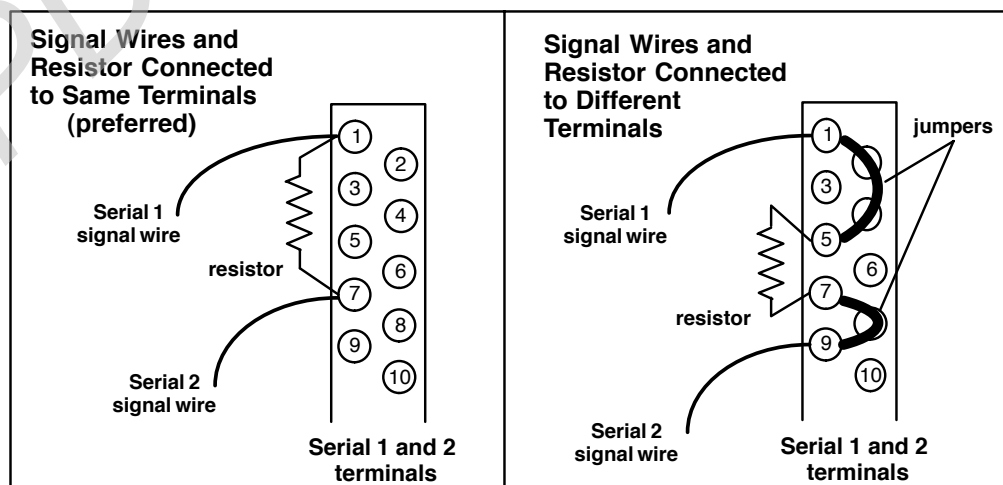 Signal Wires and
Resistor Connected
to Same Terminals
(preferred)
1
2
3
4
5
6
7
8
9
10
Serial 1
signal wire
resistor
Serial 2
signal wire
Serial 1 and 2
terminals
Signal Wires and
Resistor Connected
to Different
Terminals
jumpers
1
3
5
6
7
9
10
Serial 1
signal wire
resistor
Serial 2
signal wire
Serial 1 and 2
terminals